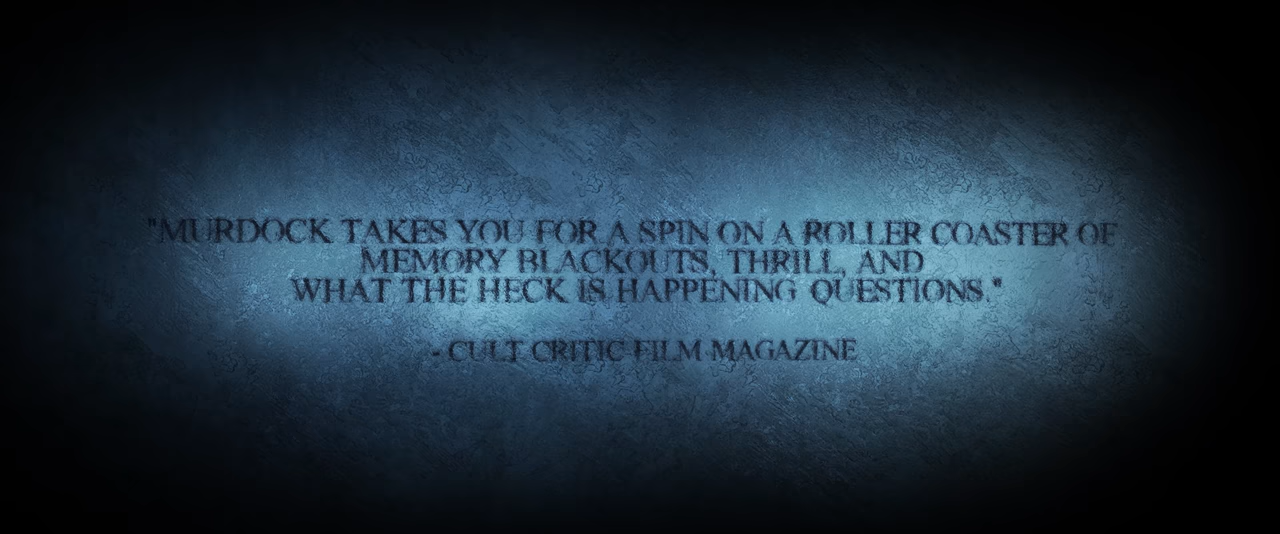 "MURDOCK TAKES YOU FOR A SPIN ON A ROLLER COASTER OF
MEMORY BLACKOUTS, THRILL, AND
WHAT THE HECK IS HAPPENING QUESTIONS."
- CULT CRITIC FILM MAGAZINE